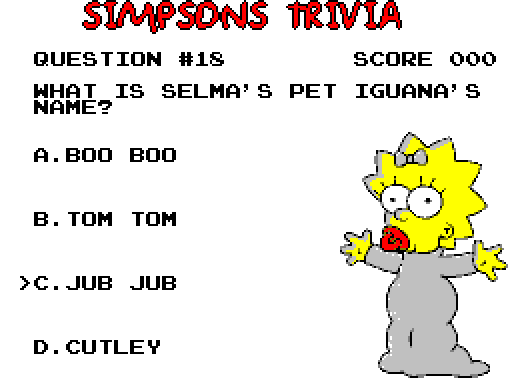 SIMPSONS TRIVIA
QUESTION #18 SCORE 000
WHAT IS SELMA'S PET IGUANA'S
NAME?
A.BOO BOO
B.TOM TOM
>C.JUB JUB
D.CUTLEY